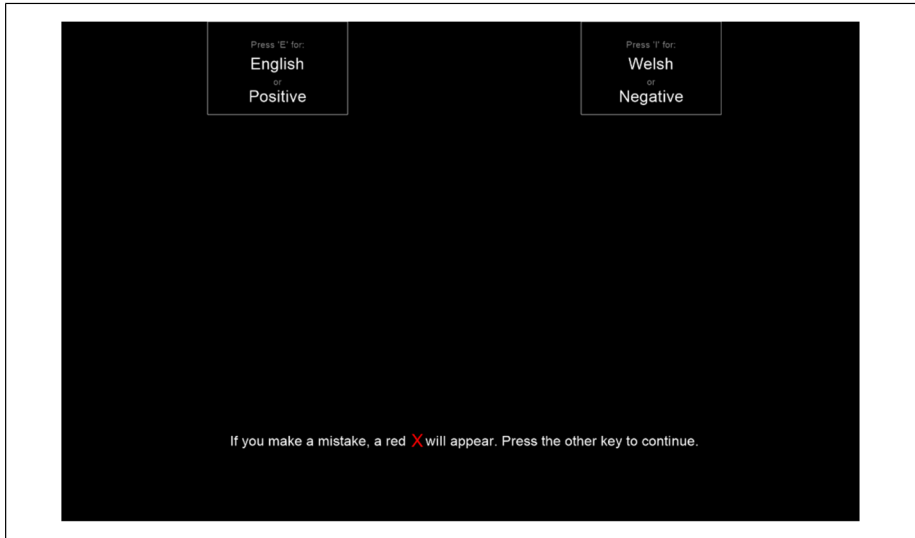 Press 'E' for:
English
or
Positive
Press 'I' for:
Welsh
or
Negative
If you make a mistake, a red X will appear. Press the other key to continue.